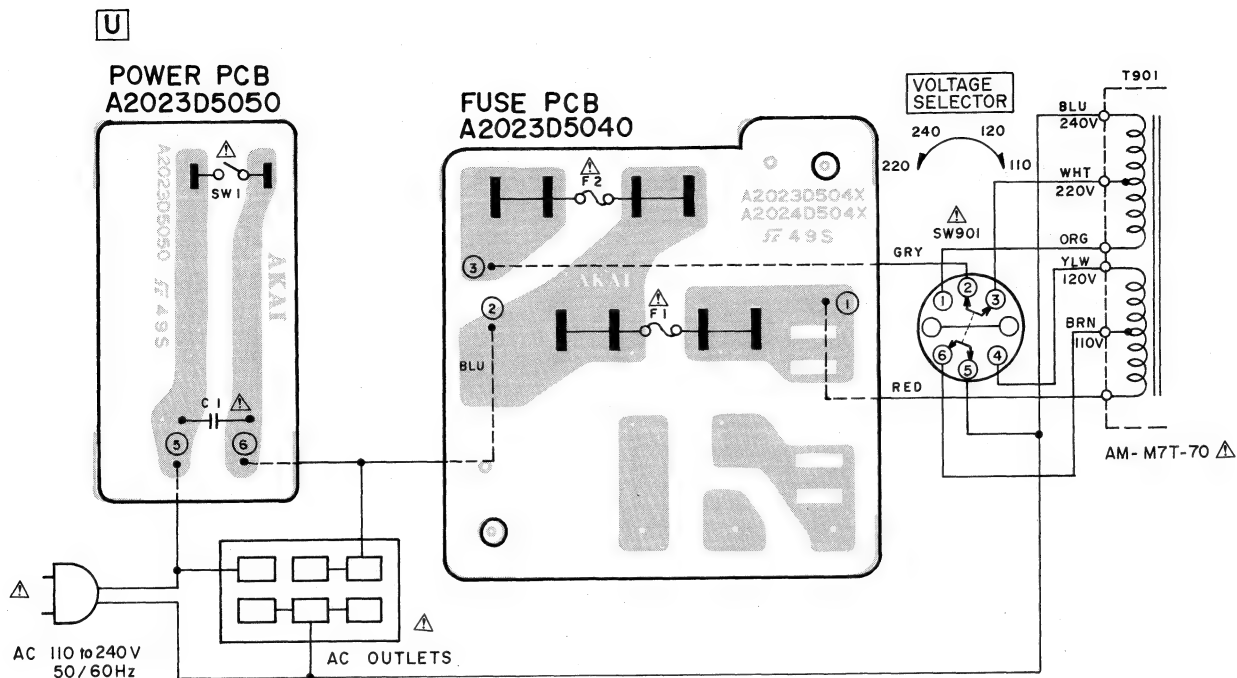 U
POWER PCB
A2023D5050
A2023D5050 49S
SW1
AKAI
C1
5
6
FUSE PCB
A2023D5040
F2
A2023D504X
A2024D504X
49S
3
AKAI
2
F1
1
BLU
GRY
RED
VOLTAGE
SELECTOR
240 120
220 110
SW901
1 2 3
6 5 4
T901
BLU
240V
WHT
220V
ORG
YLW
120V
BRN
110V
AM-M7T-70
AC 110 to 240V
50/60Hz
AC OUTLETS